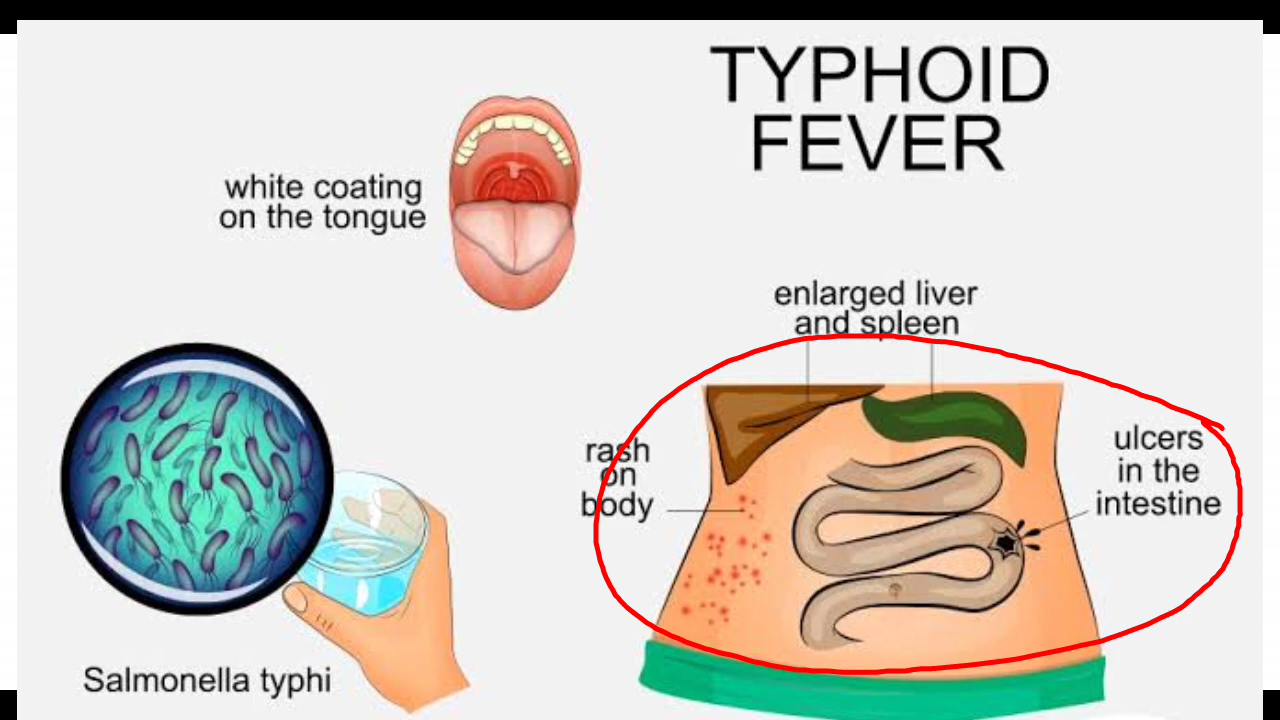 TYPHOID
FEVER
white coating
on the tongue
enlarged liver
and spleen
rash
on
body
ulcers
in the
intestine
Salmonella typhi